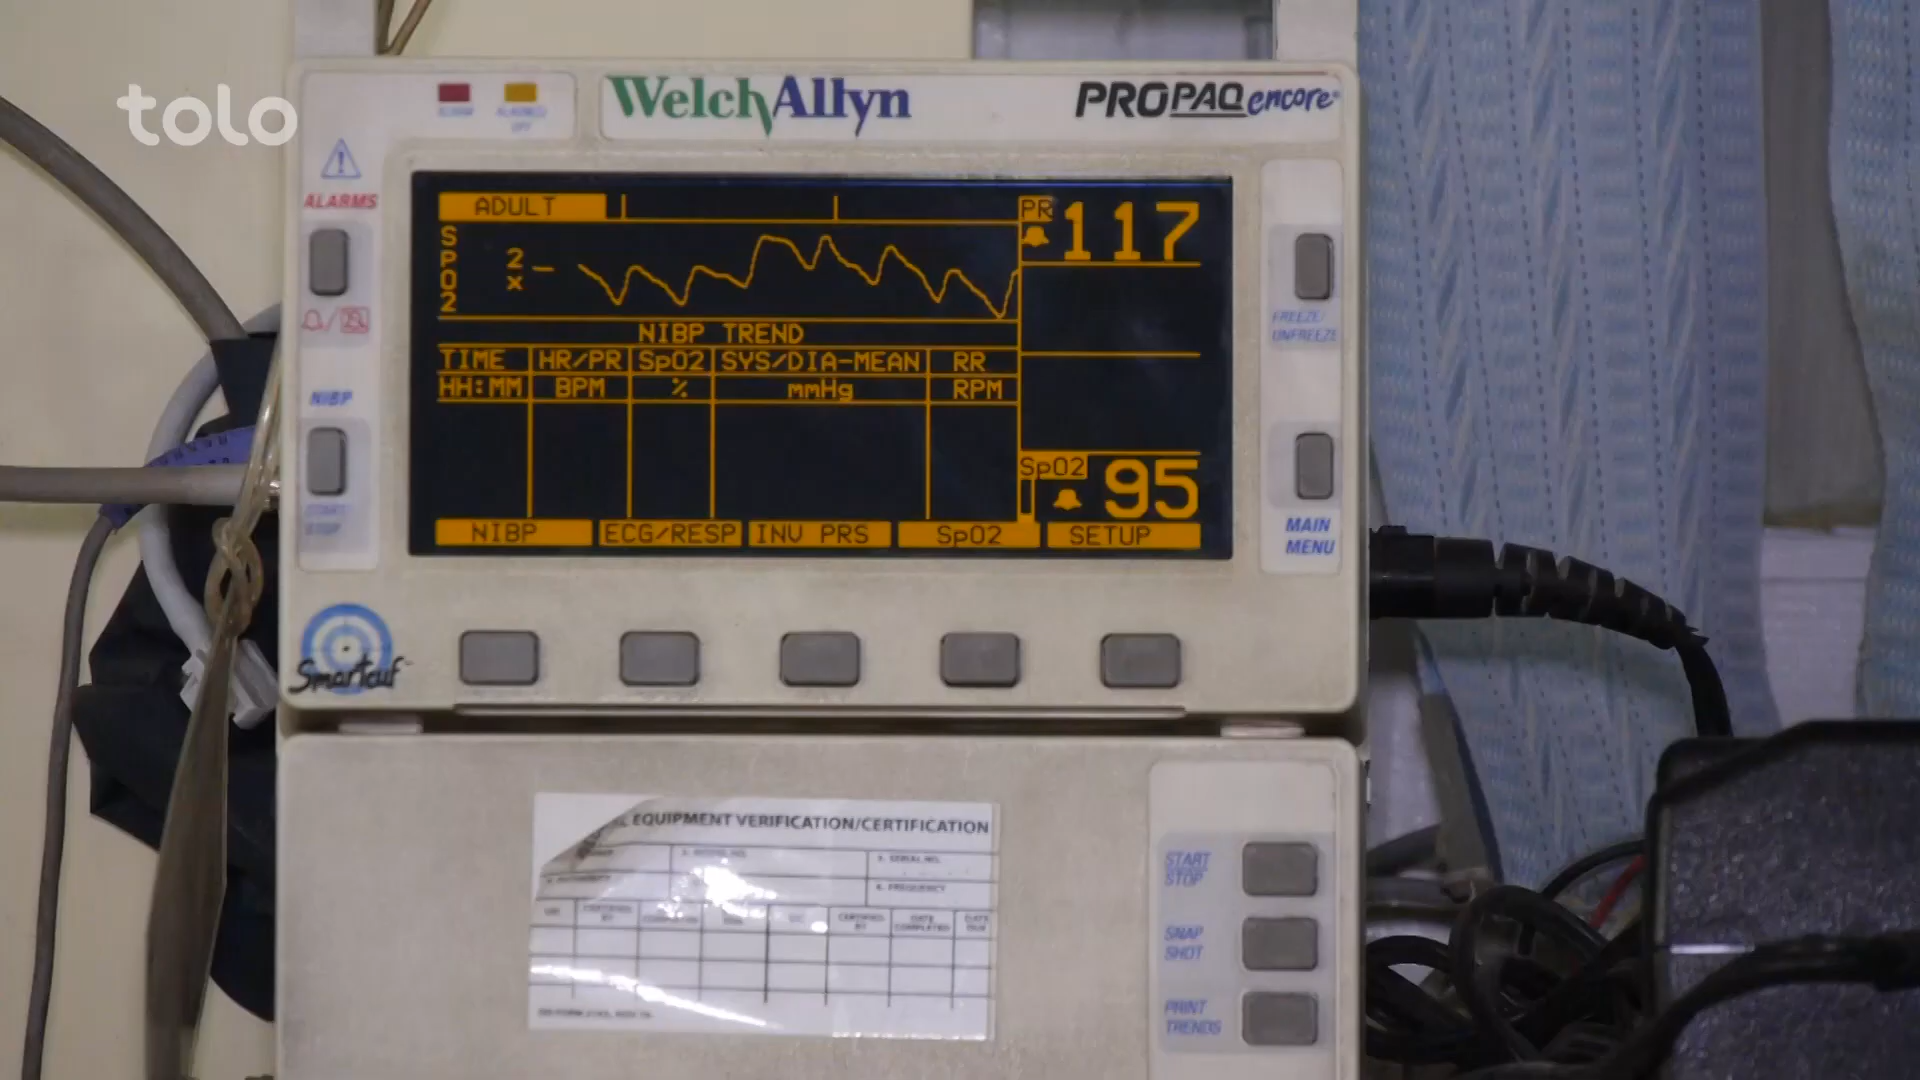 tolo
WelchAllyn
PROPAQ encore
ALARMS
NIBP
ADULT
SPO2
2
x
PR
117
NIBP TREND
TIME HR/PR SpO2 SYS/DIA-MEAN RR
HH:MM BPM % mmHg RPM
SpO2
95
NIBP ECG/RESP INV PRS SpO2 SETUP
FREEZE/
UNFREEZE
MAIN
MENU
Smartcuf
EQUIPMENT VERIFICATION/CERTIFICATION
START
STOP
SNAP
SHOT
PRINT
TRENDS